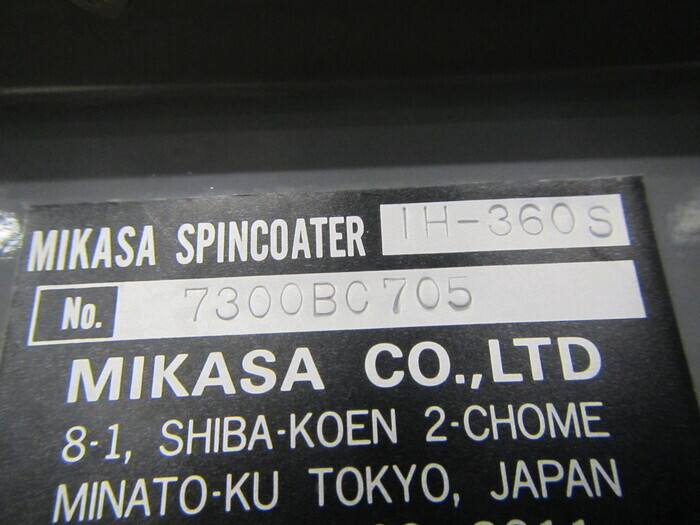 MIKASA SPINCOATER 1H-360S
No. 7300BC705
MIKASA CO.,LTD
8-1, SHIBA-KOEN 2-CHOME
MINATO-KU TOKYO, JAPAN